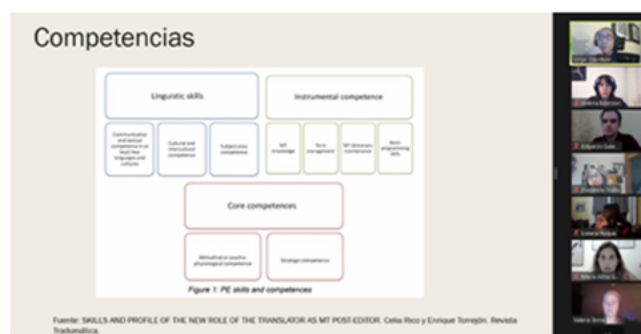 Competencias
Linguistic skills
Instrumental competence
Communicative
and textual
competence in at
least two
languages and
cultures
Cultural and
intercultural
competence
Subject area
competence
MT
knowledge
Term
management
MT dictionary
maintenance
Basic
programming
skills
Core competences
Attitudinal or psycho-
physiological competence
Strategic competence
Figure 1: PE skills and competences
Fuente: SKILLS AND PROFILE OF THE NEW ROLE OF THE TRANSLATOR AS MT POST-EDITOR. Celia Rico y Enrique Torrejón. Revista
Tradumática.